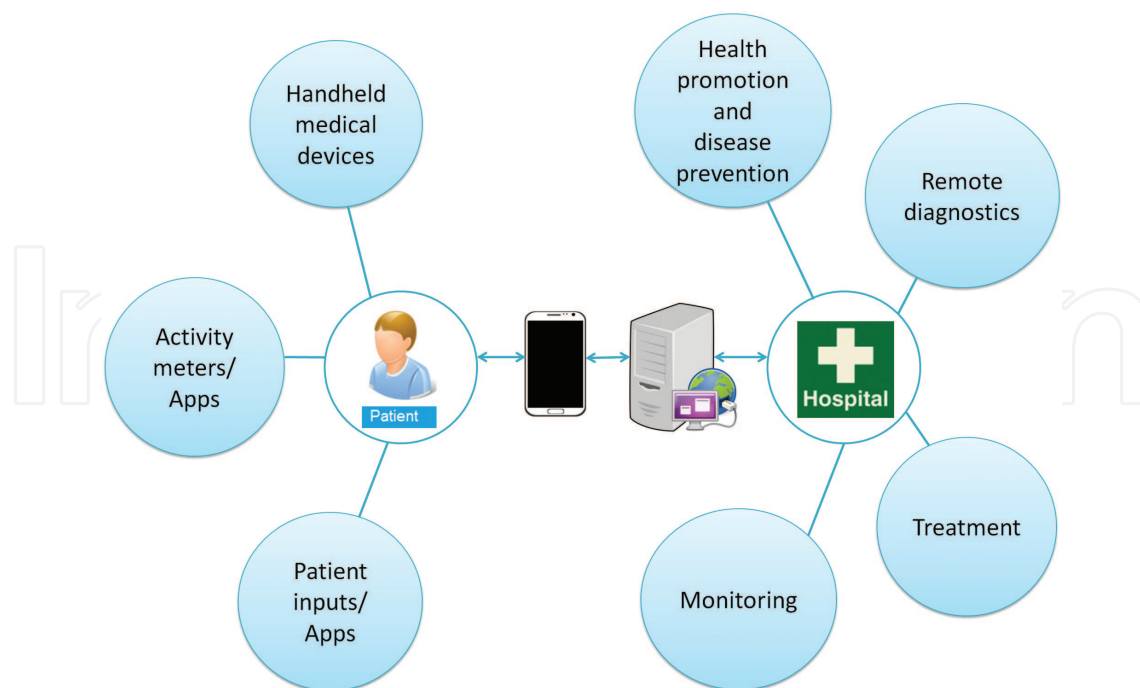 Handheld
medical
devices
Activity
meters/
Apps
Patient
inputs/
Apps
Patient
Hospital
Health
promotion
and
disease
prevention
Remote
diagnostics
Treatment
Monitoring